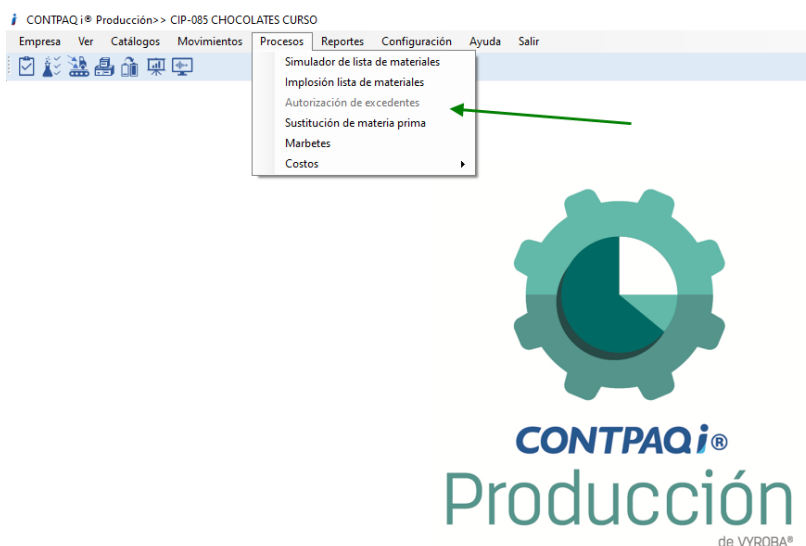 CONTPAQ i® Producción>> CIP-085 CHOCOLATES CURSO
Empresa Ver Catálogos Movimientos Procesos Reportes Configuración Ayuda Salir
Simulador de lista de materiales
Implosión lista de materiales
Autorización de excedentes
Sustitución de materia prima
Marbetes
Costos
CONTPAQi®
Producción
de VYROBA®